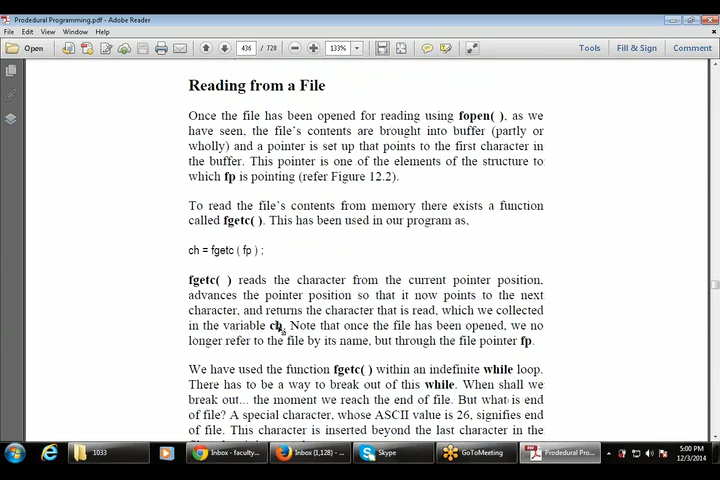 Prodedural Programming.pdf - Adobe Reader
File Edit View Window Help
Open 436 / 728 133% Tools Fill & Sign Comment
Reading from a File
Once the file has been opened for reading using fopen( ), as we
have seen, the file's contents are brought into buffer (partly or
wholly) and a pointer is set up that points to the first character in
the buffer. This pointer is one of the elements of the structure to
which fp is pointing (refer Figure 12.2).
To read the file's contents from memory there exists a function
called fgetc( ). This has been used in our program as,
ch = fgetc ( fp ) ;
fgetc( ) reads the character from the current pointer position,
advances the pointer position so that it now points to the next
character, and returns the character that is read, which we collected
in the variable ch. Note that once the file has been opened, we no
longer refer to the file by its name, but through the file pointer fp.
We have used the function fgetc( ) within an indefinite while loop.
There has to be a way to break out of this while. When shall we
break out... the moment we reach the end of file. But what is end
of file? A special character, whose ASCII value is 26, signifies end
of file. This character is inserted beyond the last character in the
1033 Inbox - faculty... Inbox (1,128) - ... Skype GoToMeeting Prodedural Pro...
5:00 PM
12/3/2014